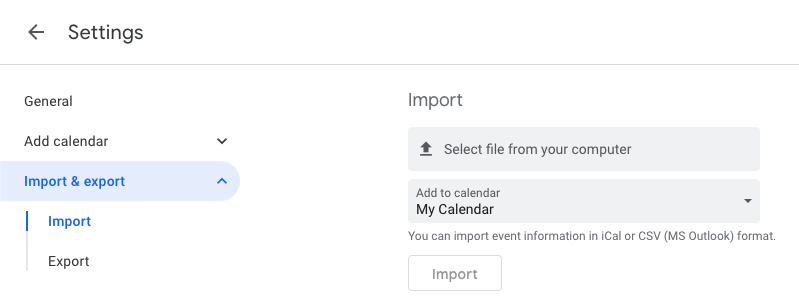 Settings
General
Add calendar
Import & export
Import
Export
Import
Select file from your computer
Add to calendar
My Calendar
You can import event information in iCal or CSV (MS Outlook) format.
Import